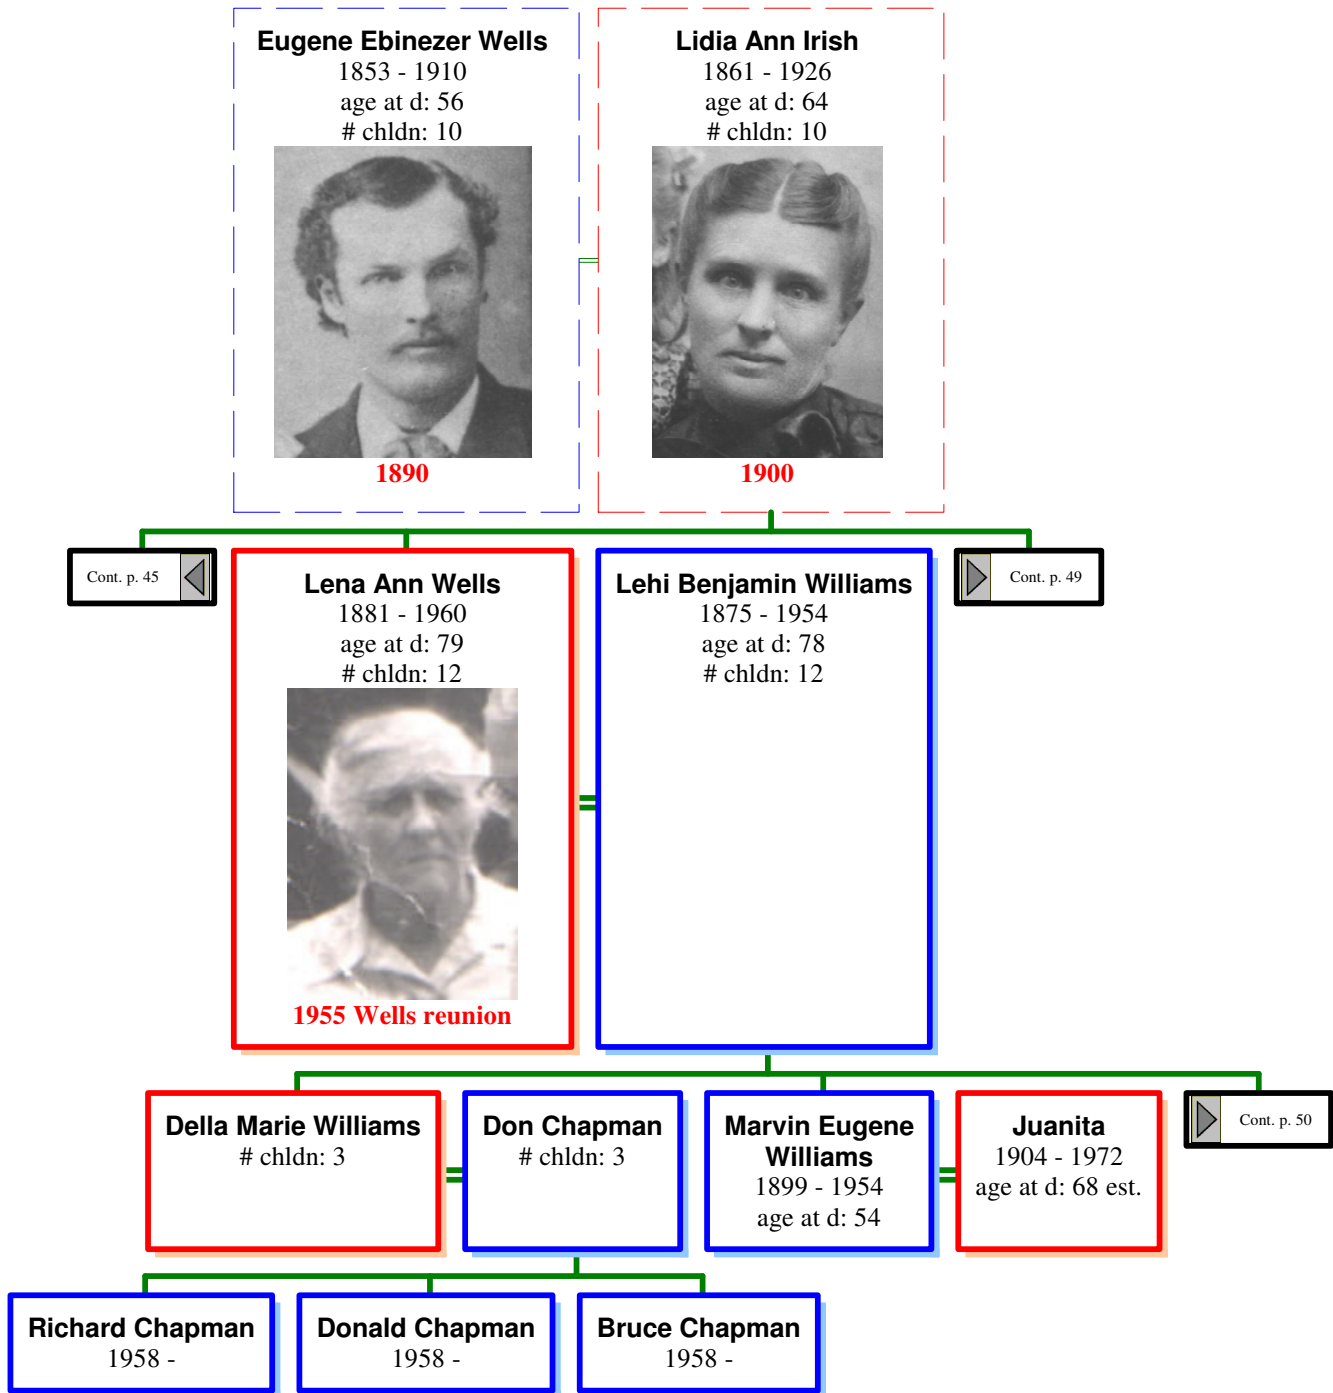 Eugene Ebinezer Wells
1853 - 1910
age at d: 56
# chldn: 10
1890
Lidia Ann Irish
1861 - 1926
age at d: 64
# chldn: 10
1900
Cont. p. 45
Lena Ann Wells
1881 - 1960
age at d: 79
# chldn: 12
1955 Wells reunion
Lehi Benjamin Williams
1875 - 1954
age at d: 78
# chldn: 12
Cont. p. 49
Della Marie Williams
# chldn: 3
Don Chapman
# chldn: 3
Marvin Eugene
Williams
1899 - 1954
age at d: 54
Juanita
1904 - 1972
age at d: 68 est.
Cont. p. 50
Richard Chapman
1958 -
Donald Chapman
1958 -
Bruce Chapman
1958 -